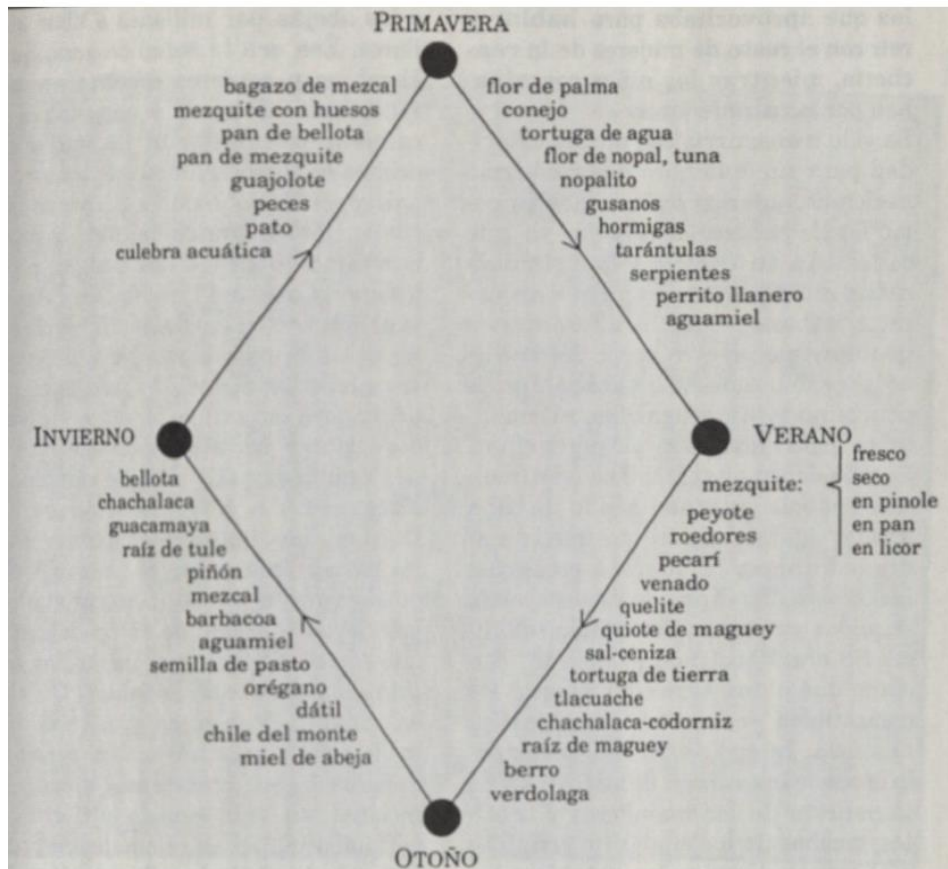 PRIMAVERA
bagazo de mezcal
mezquite con huesos
pan de bellota
pan de mezquite
guajolote
peces
pato
culebra acuática
flor de palma
conejo
tortuga de agua
flor de nopal, tuna
nopalito
gusanos
hormigas
tarántulas
serpientes
perrito llanero
aguamiel
INVIERNO
VERANO
bellota
chachalaca
guacamaya
raíz de tule
piñón
mezcal
barbacoa
aguamiel
semilla de pasto
orégano
dátil
chile del monte
miel de abeja
mezquite:
fresco
seco
en pinole
en pan
en licor
peyote
roedores
pecarí
venado
quelite
quiote de maguey
sal-ceniza
tortuga de tierra
tlacuache
chachalaca-codorniz
raíz de maguey
berro
verdolaga
OTOÑO